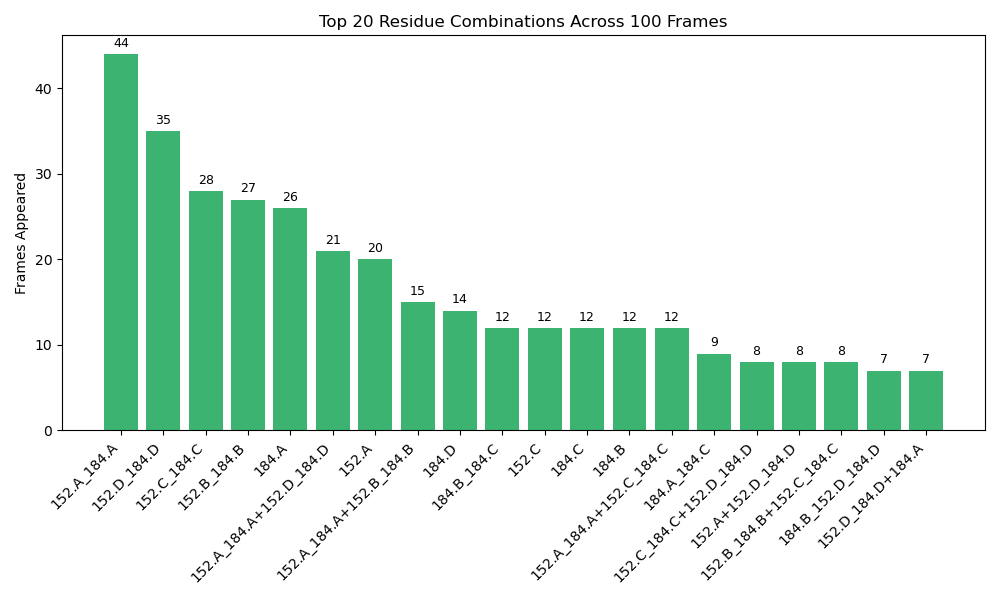 Top 20 Residue Combinations Across 100 Frames
Frames Appeared
40
30
20
10
0
44
35
28
27
26
21
20
15
14
12
12
12
12
12
9
8
8
8
7
7
152.A_184.A
152.D_184.D
152.C_184.C
152.B_184.B
184.A
152.A_184.A+152.D_184.D
152.A
152.A_184.A+152.B_184.B
184.D
184.B_184.C
152.C
184.C
184.B
152.A_184.A+152.C_184.C
184.A_184.C
152.C_184.C+152.D_184.D
152.A+152.D_184.D
152.B_184.B+152.C_184.C
184.B_152.D_184.D
152.D_184.D+184.A